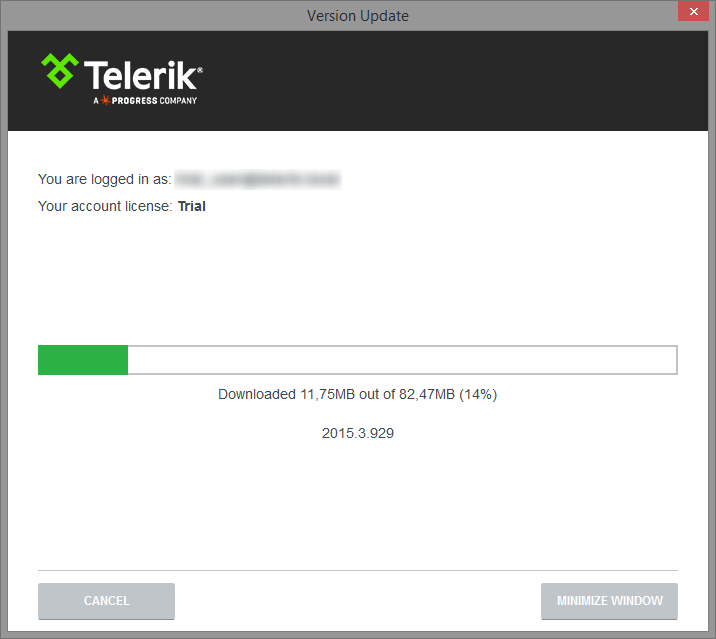 Version Update
Telerik®
A PROGRESS COMPANY
You are logged in as:
Your account license: Trial
Downloaded 11,75MB out of 82,47MB (14%)
2015.3.929
CANCEL
MINIMIZE WINDOW